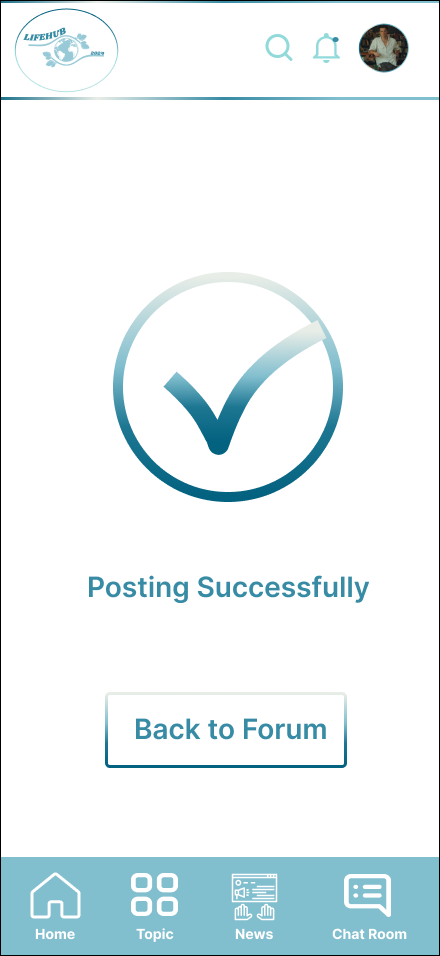 LIFEHUB
2024
Posting Successfully
Back to Forum
Home
Topic
News
Chat Room